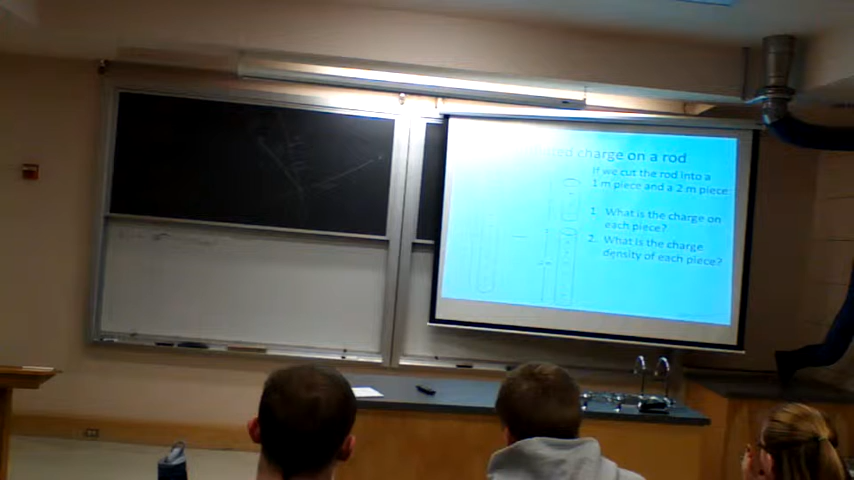 charge on a rod
If we cut the rod into a
1 m piece and a 2 m piece
1. What is the charge on
each piece?
2. What is the charge
density of each piece?